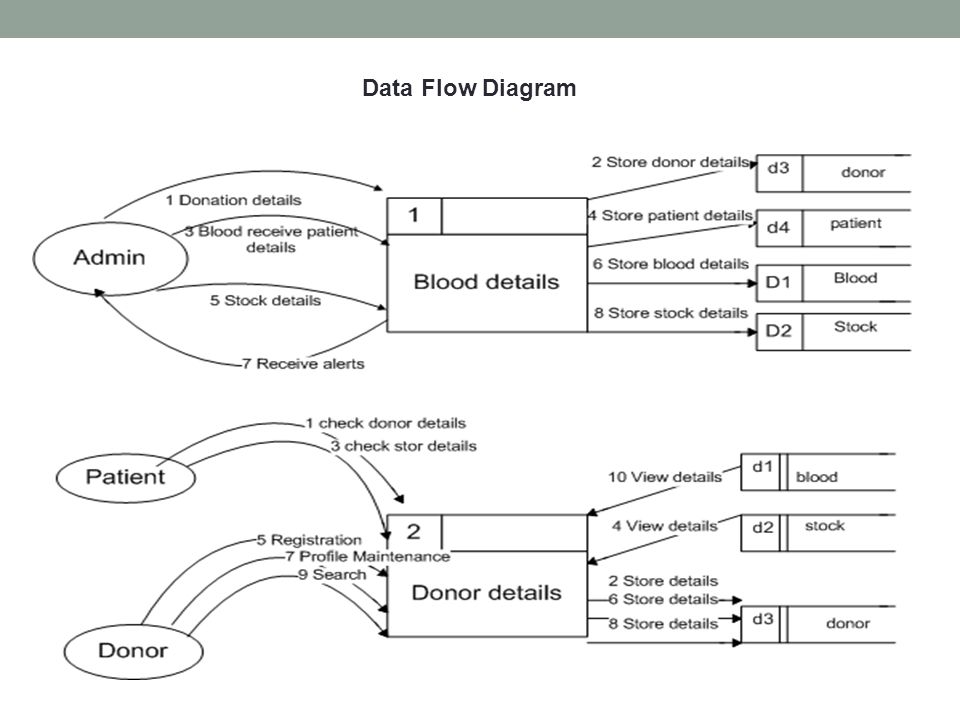 Data Flow Diagram
2 Store donor details
d3
donor
1 Donation details
1
4 Store patient details
d4
patient
3 Blood receive patient
details
Admin
Blood details
6 Store blood details
D1
Blood
5 Stock details
8 Store stock details
D2
Stock
7 Receive alerts
1 check donor details
3 check stor details
Patient
10 View details
d1
blood
2
4 View details
d2
stock
5 Registration
7 Profile Maintenance
9 Search
Donor details
2 Store details
6 Store details
8 Store details
d3
donor
Donor